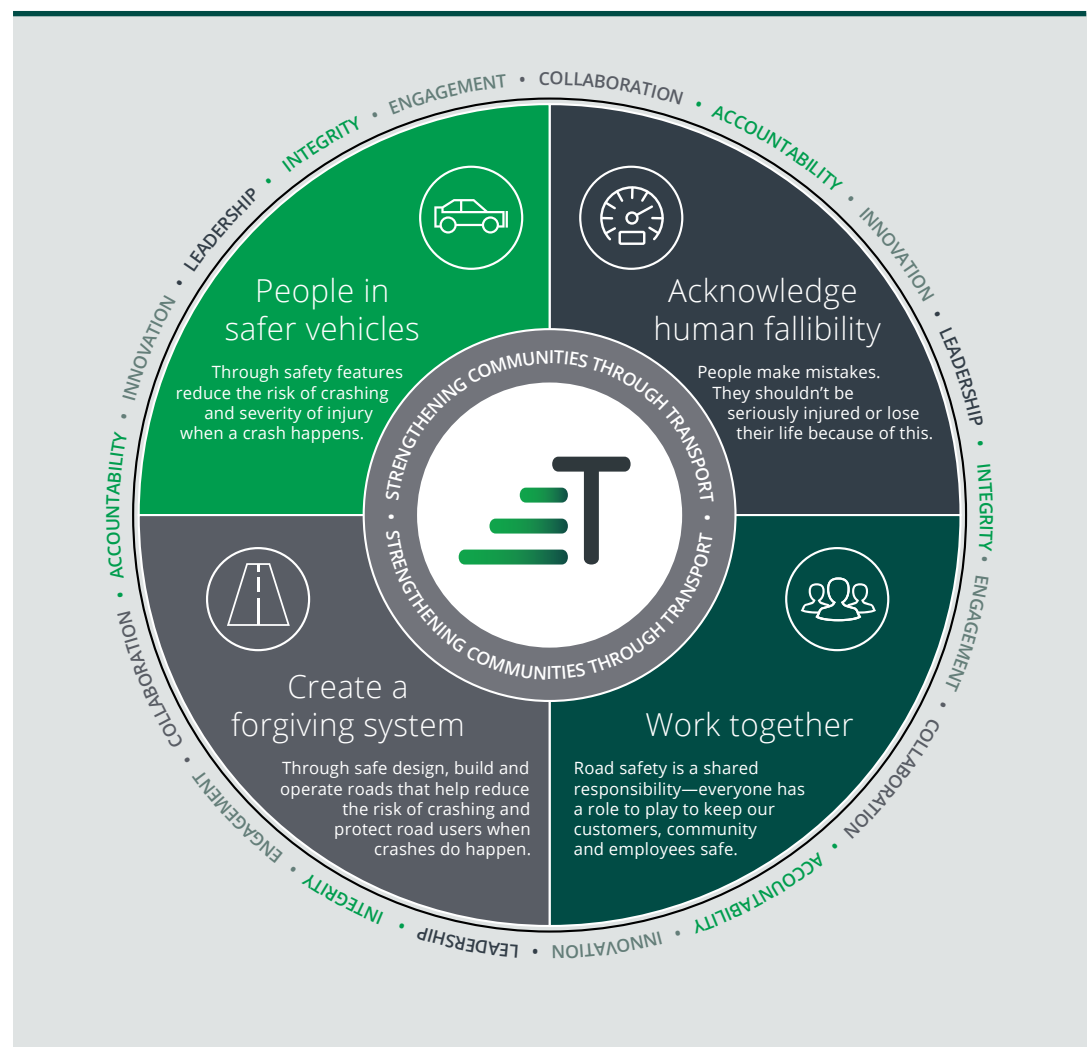 ENGAGEMENT • COLLABORATION • ACCOUNTABILITY • INNOVATION • LEADERSHIP • INTEGRITY • ENGAGEMENT • COLLABORATION • ACCOUNTABILITY • INNOVATION • LEADERSHIP • INTEGRITY • ENGAGEMENT • COLLABORATION • ACCOUNTABILITY • INNOVATION • LEADERSHIP • INTEGRITY •
People in
safer vehicles
Through safety features
reduce the risk of crashing
and severity of injury
when a crash happens.
Acknowledge
human fallibility
People make mistakes.
They shouldn't be
seriously injured or lose
their life because of this.
• STRENGTHENING COMMUNITIES THROUGH TRANSPORT •
STRENGTHENING COMMUNITIES THROUGH TRANSPORT
T
Create a
forgiving system
Through safe design, build and
operate roads that help reduce
the risk of crashing and
protect road users when
crashes do happen.
Work together
Road safety is a shared
responsibility—everyone has
a role to play to keep our
customers, community
and employees safe.